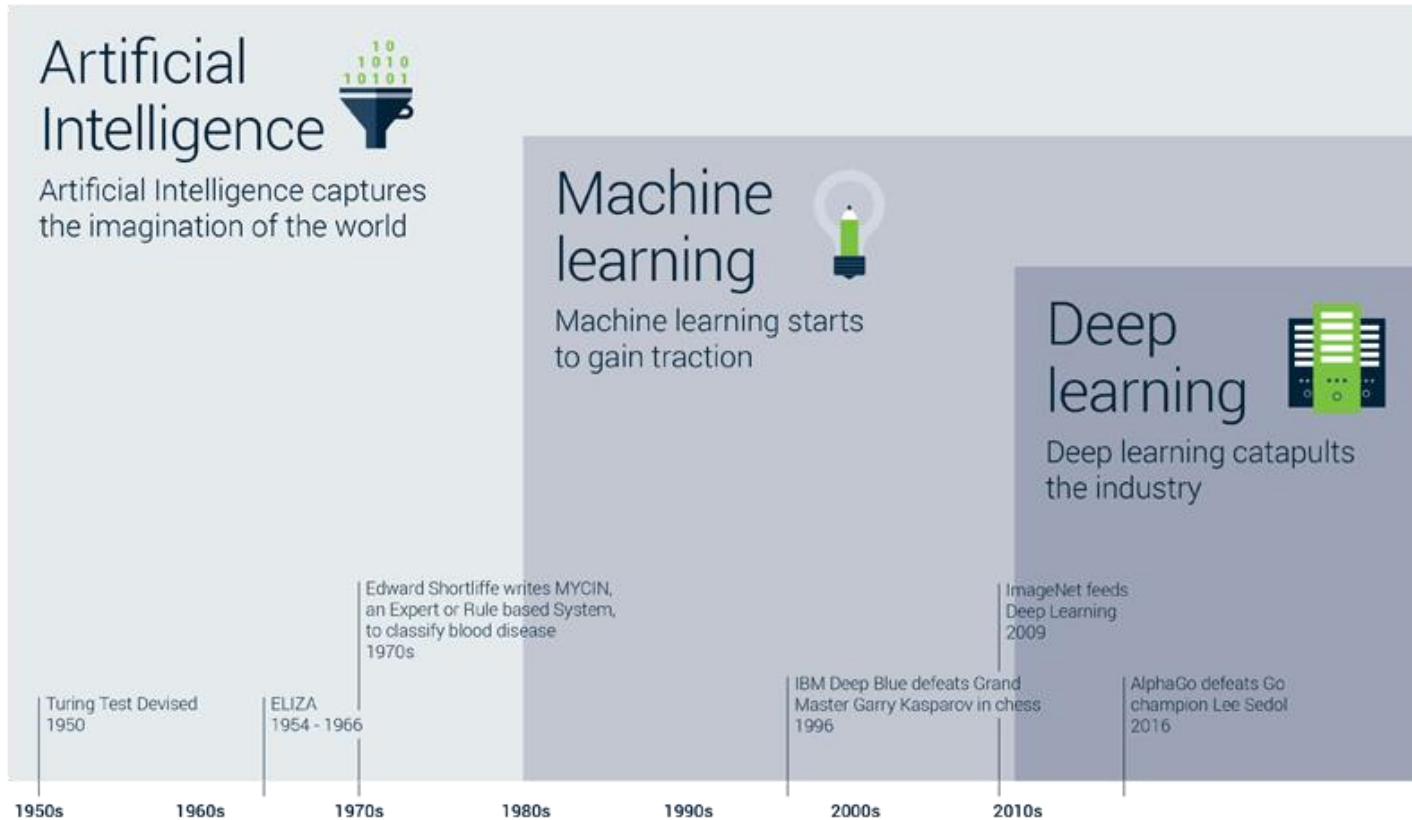 Artificial
Intelligence
10
1010
10101
Artificial Intelligence captures
the imagination of the world
Machine
learning
Machine learning starts
to gain traction
Deep
learning
Deep learning catapults
the industry
Edward Shortliffe writes MYCIN,
an Expert or Rule based System,
to classify blood disease
1970s
ImageNet feeds
Deep Learning
2009
Turing Test Devised
1950
ELIZA
1954 - 1966
IBM Deep Blue defeats Grand
Master Garry Kasparov in chess
1996
AlphaGo defeats Go
champion Lee Sedol
2016
1950s 1960s 1970s 1980s 1990s 2000s 2010s